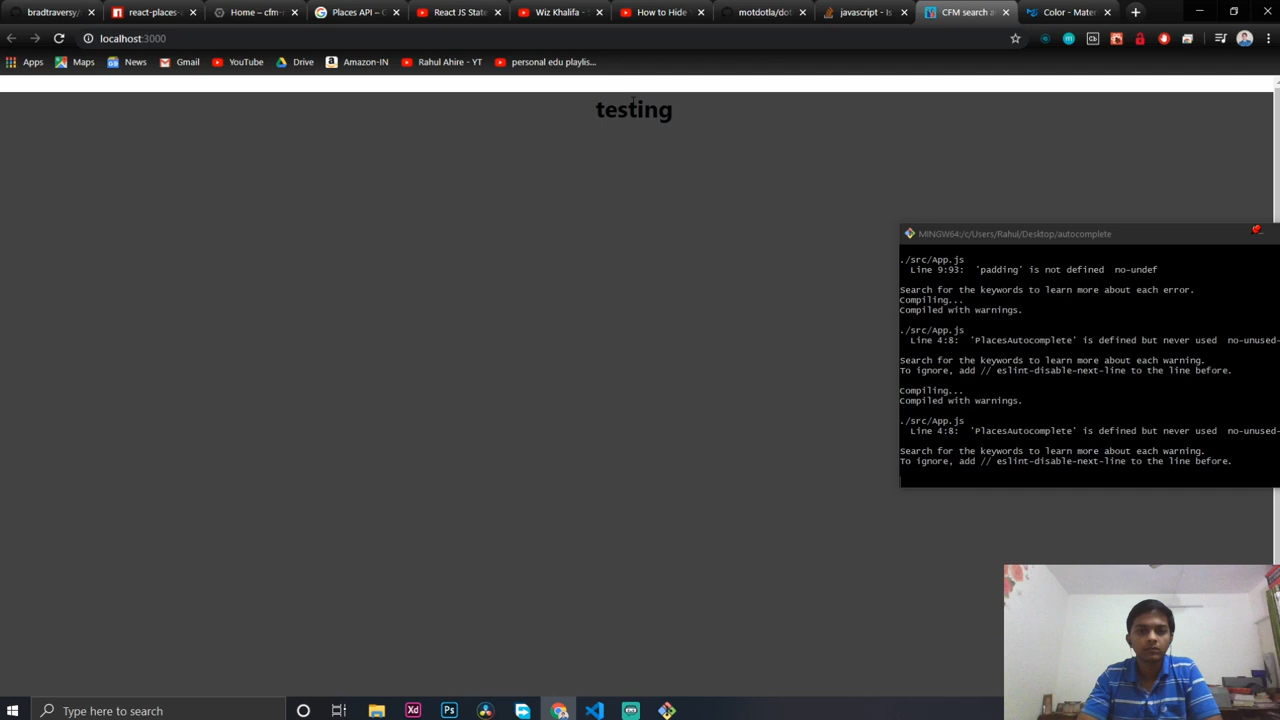 bradtraversy/
react-places-
Home – cfm-r
Places API – G
React JS State
Wiz Khalifa -
How to Hide
motdotla/dot
javascript - Is
CFM search a
Color - Mater
localhost:3000
Apps
Maps
News
Gmail
YouTube
Drive
Amazon-IN
Rahul Ahire - YT
personal edu playlis...
testing
MINGW64:/c/Users/Rahul/Desktop/autocomplete
./src/App.js
Line 9:93: 'padding' is not defined no-undef
Search for the keywords to learn more about each error.
Compiling...
Compiled with warnings.
./src/App.js
Line 4:8: 'PlacesAutocomplete' is defined but never used no-unused-
Search for the keywords to learn more about each warning.
To ignore, add // eslint-disable-next-line to the line before.
Compiling...
Compiled with warnings.
./src/App.js
Line 4:8: 'PlacesAutocomplete' is defined but never used no-unused-
Search for the keywords to learn more about each warning.
To ignore, add // eslint-disable-next-line to the line before.
Type here to search